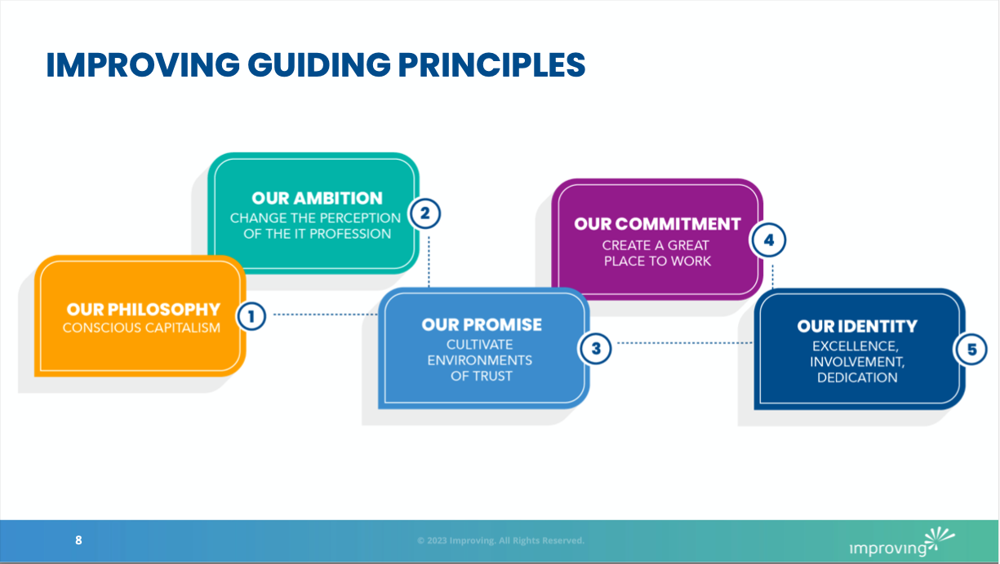 IMPROVING GUIDING PRINCIPLES
OUR PHILOSOPHY
CONSCIOUS CAPITALISM
1
OUR AMBITION
CHANGE THE PERCEPTION
OF THE IT PROFESSION
2
OUR PROMISE
CULTIVATE
ENVIRONMENTS
OF TRUST
3
OUR COMMITMENT
CREATE A GREAT
PLACE TO WORK
4
OUR IDENTITY
EXCELLENCE,
INVOLVEMENT,
DEDICATION
5
8
© 2023 Improving. All Rights Reserved.
improving